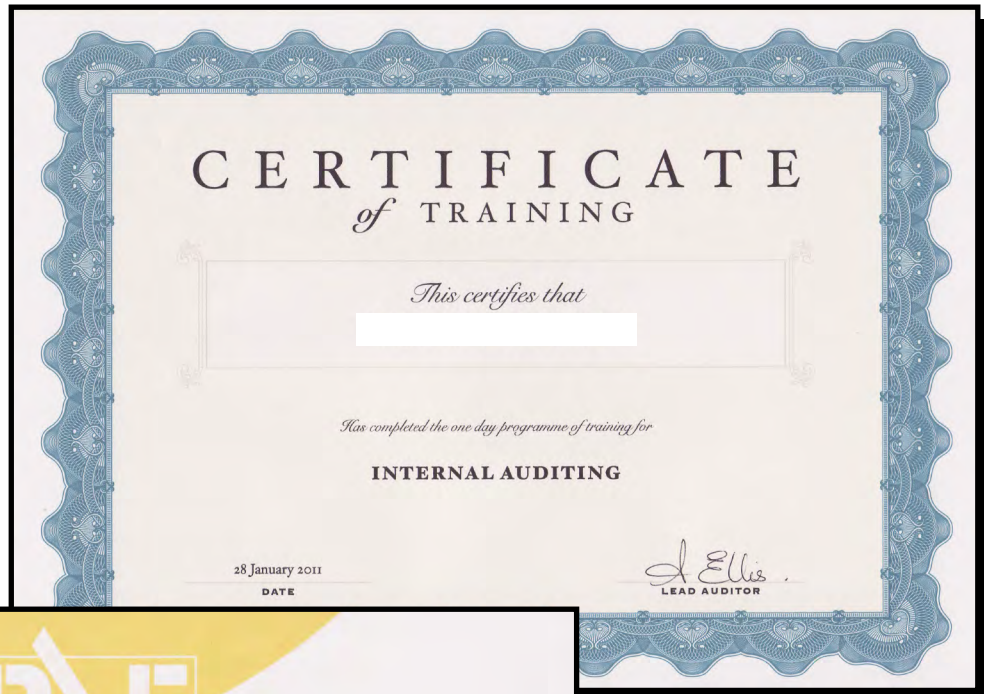 CERTIFICATE
of TRAINING
This certifies that
Has completed the one day programme of training for
INTERNAL AUDITING
28 January 2011
DATE
A Ellis.
LEAD AUDITOR